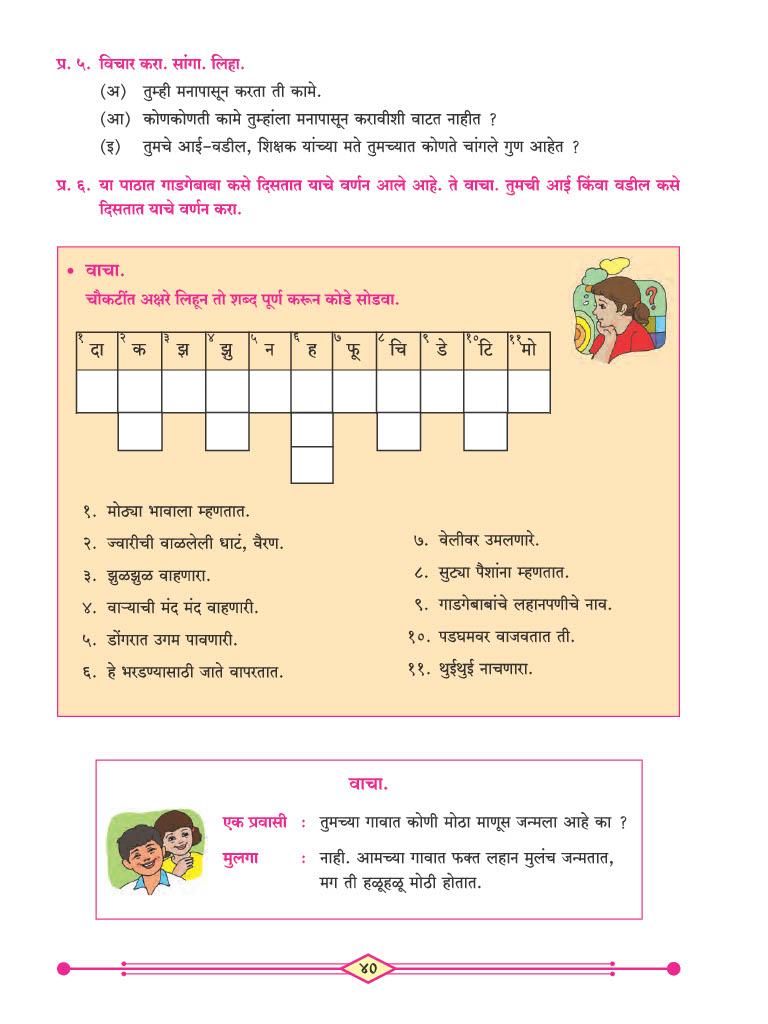 प्र. ५. विचार करा. सांगा. लिहा.
(अ) तुम्ही मनापासून करता ती कामे.
(आ) कोणकोणती कामे तुम्हांला मनापासून करावीशी वाटत नाहीत ?
(इ) तुमचे आई-वडील, शिक्षक यांच्या मते तुमच्यात कोणते चांगले गुण आहेत ?
प्र. ६. या पाठात गाडगेबाबा कसे दिसतात याचे वर्णन आले आहे. ते वाचा. तुमची आई किंवा वडील कसे
दिसतात याचे वर्णन करा.
• वाचा.
चौकटींत अक्षरे लिहून तो शब्द पूर्ण करून कोडे सोडवा.
१ दा २ क ३ झ ४ झु ५ न ६ ह ७ फू ८ चि ९ डे १० टि ११ मो
१. मोठ्या भावाला म्हणतात.
२. ज्वारीची वाळलेली धाटं, वैरण.
३. झुळझुळ वाहणारा.
४. वाऱ्याची मंद मंद वाहणारी.
५. डोंगरात उगम पावणारी.
६. हे भरडण्यासाठी जाते वापरतात.
७. वेलीवर उमलणारे.
८. सुट्या पैशांना म्हणतात.
९. गाडगेबाबांचे लहानपणीचे नाव.
१०. पडघमवर वाजवतात ती.
११. थुईथुई नाचणारा.
वाचा.
एक प्रवासी : तुमच्या गावात कोणी मोठा माणूस जन्मला आहे का ?
मुलगा : नाही. आमच्या गावात फक्त लहान मुलंच जन्मतात,
मग ती हळूहळू मोठी होतात.
४०